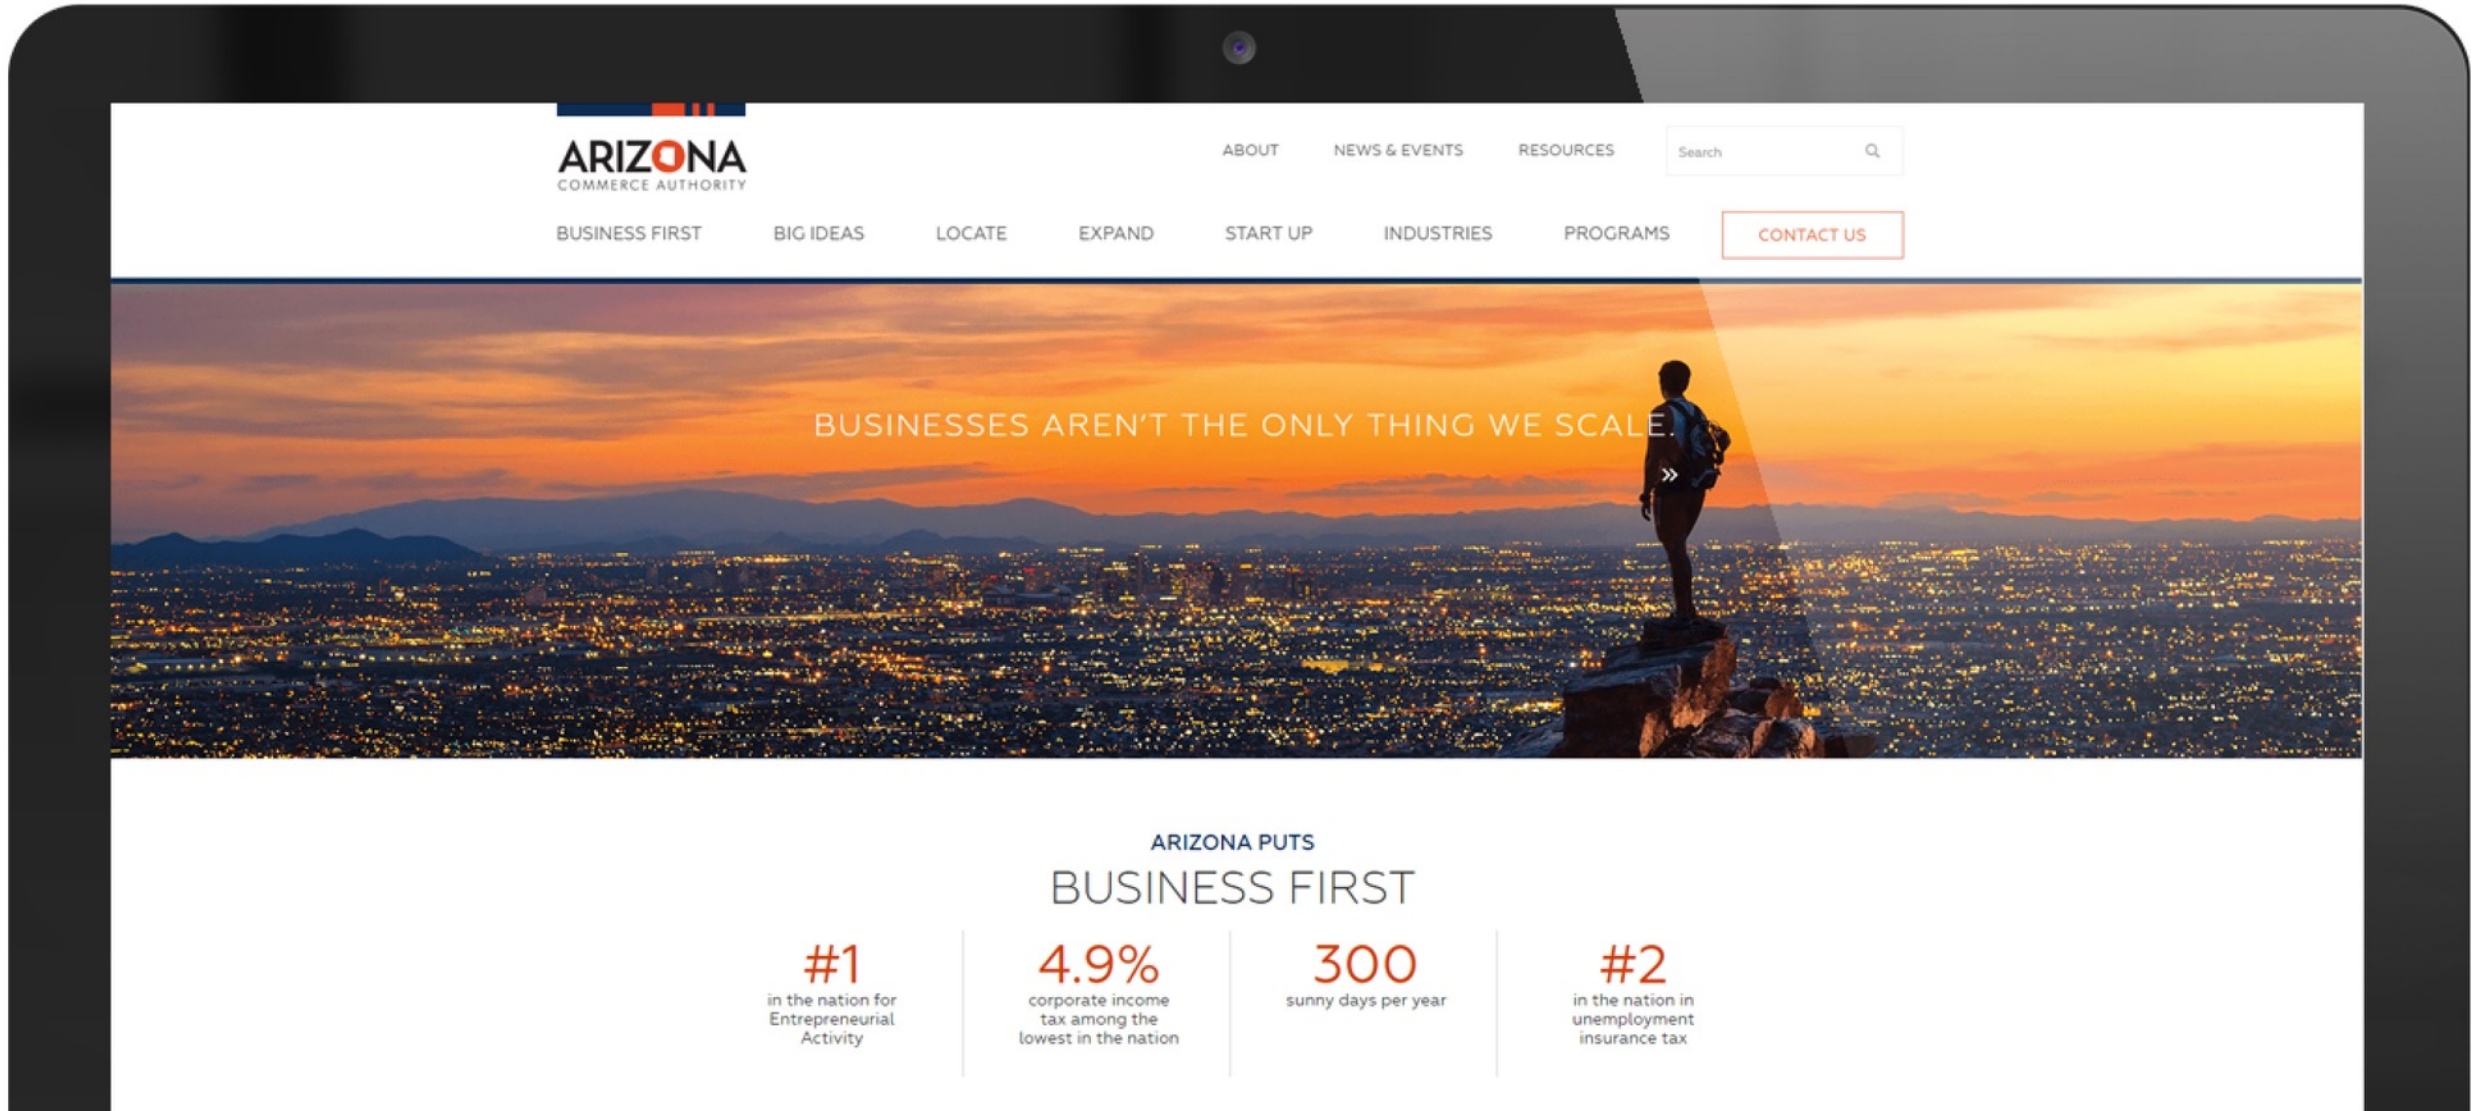 ARIZONA
COMMERCE AUTHORITY
ABOUT NEWS & EVENTS RESOURCES Search
BUSINESS FIRST BIG IDEAS LOCATE EXPAND START UP INDUSTRIES PROGRAMS CONTACT US
BUSINESSES AREN'T THE ONLY THING WE SCALE.
»
ARIZONA PUTS
BUSINESS FIRST
#1
in the nation for
Entrepreneurial
Activity
4.9%
corporate income
tax among the
lowest in the nation
300
sunny days per year
#2
in the nation in
unemployment
insurance tax